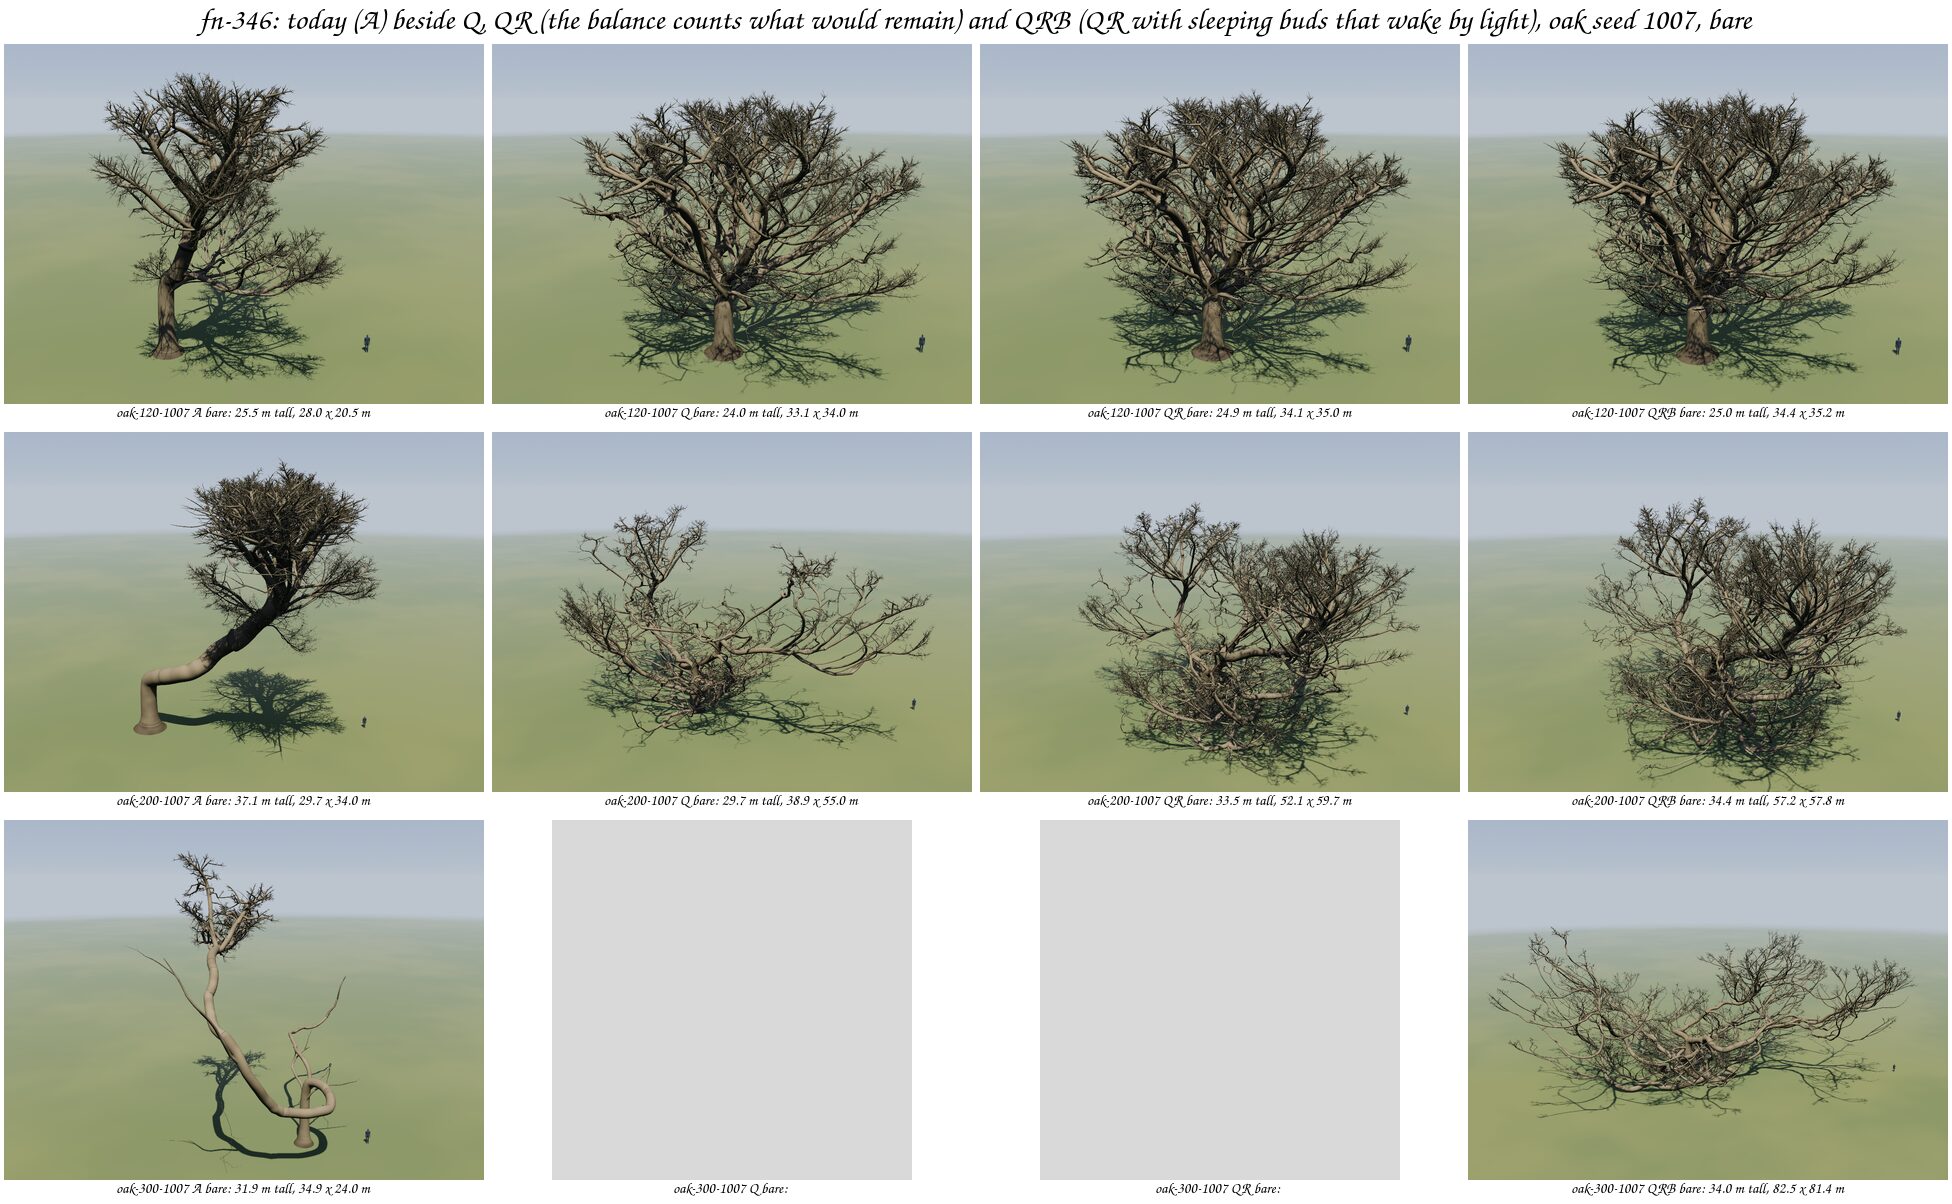 fn-346: today (A) beside Q, QR (the balance counts what would remain) and QRB (QR with sleeping buds that wake by light), oak seed 1007, bare
oak-120-1007 A bare: 25.5 m tall, 28.0 x 20.5 m
oak-120-1007 Q bare: 24.0 m tall, 33.1 x 34.0 m
oak-120-1007 QR bare: 24.9 m tall, 34.1 x 35.0 m
oak-120-1007 QRB bare: 25.0 m tall, 34.4 x 35.2 m
oak-200-1007 A bare: 37.1 m tall, 29.7 x 34.0 m
oak-200-1007 Q bare: 29.7 m tall, 38.9 x 55.0 m
oak-200-1007 QR bare: 33.5 m tall, 52.1 x 59.7 m
oak-200-1007 QRB bare: 34.4 m tall, 57.2 x 57.8 m
oak-300-1007 A bare: 31.9 m tall, 34.9 x 24.0 m
oak-300-1007 Q bare:
oak-300-1007 QR bare:
oak-300-1007 QRB bare: 34.0 m tall, 82.5 x 81.4 m